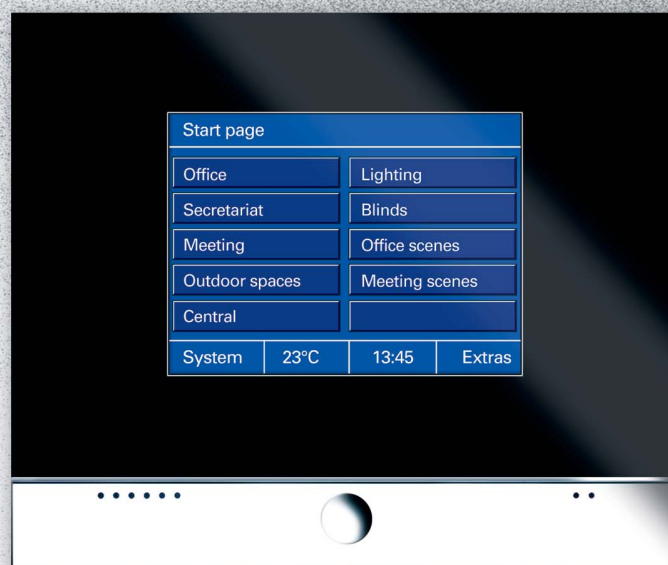 Start page
Office
Lighting
Secretariat
Blinds
Meeting
Office scenes
Outdoor spaces
Meeting scenes
Central
System 23°C 13:45 Extras